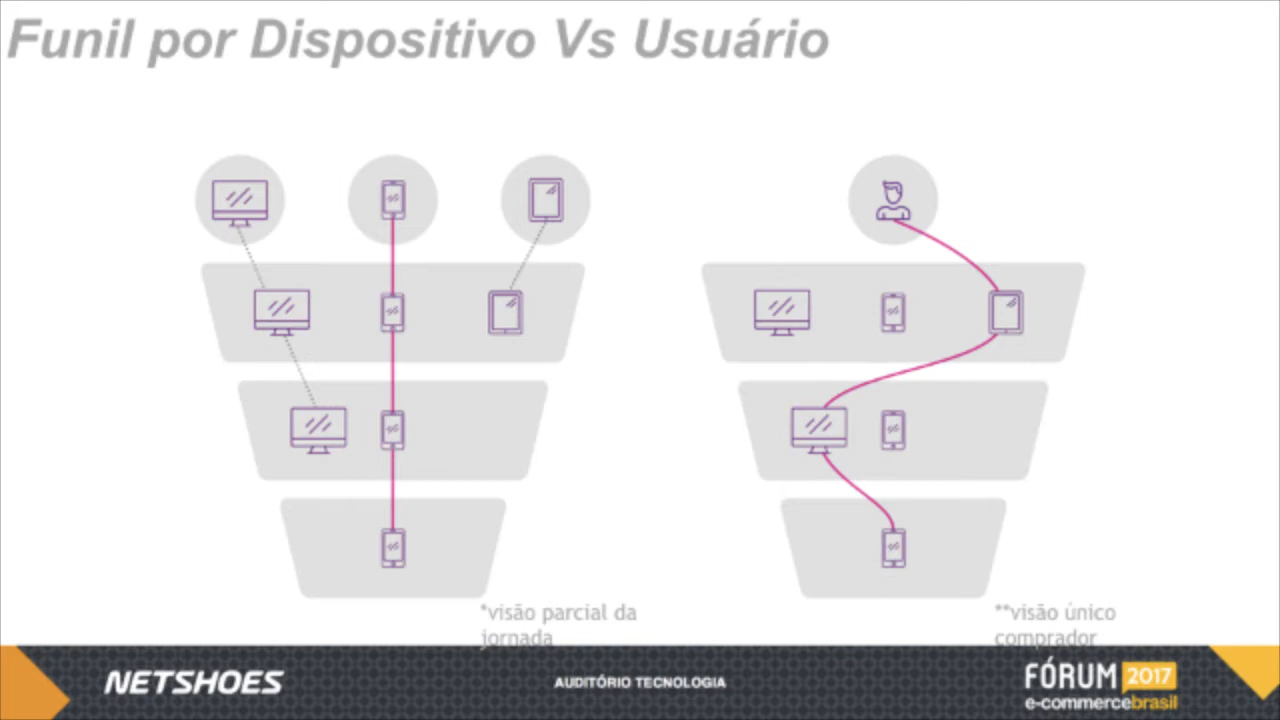 Funil por Dispositivo Vs Usuário
*visão parcial da
jornada
**visão único
comprador
NETSHOES
AUDITÓRIO TECNOLOGIA
FÓRUM 2017
e-commercebrasil